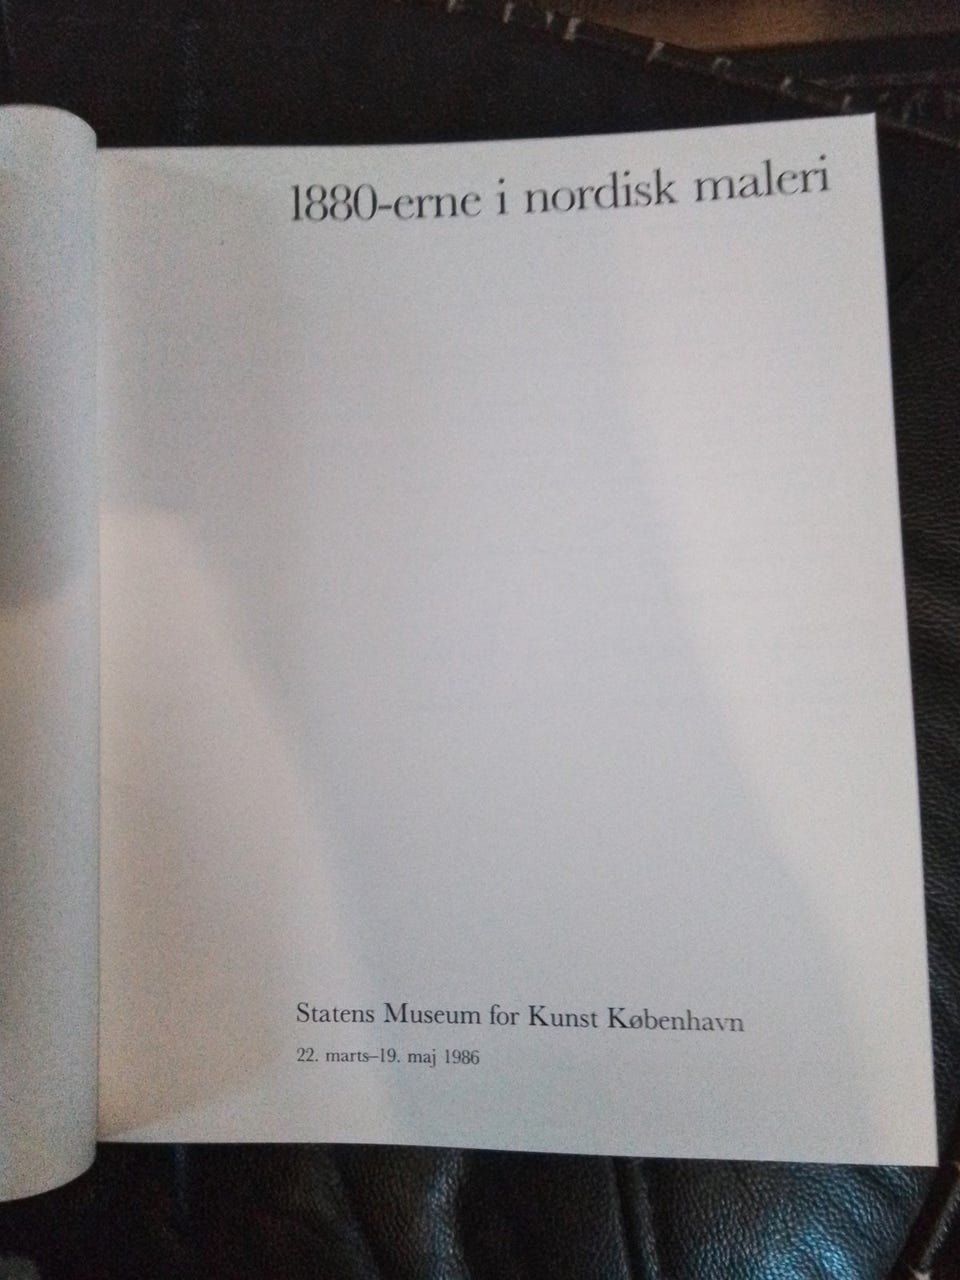 1880-erne i nordisk maleri
Statens Museum for Kunst København
22. marts–19. maj 1986